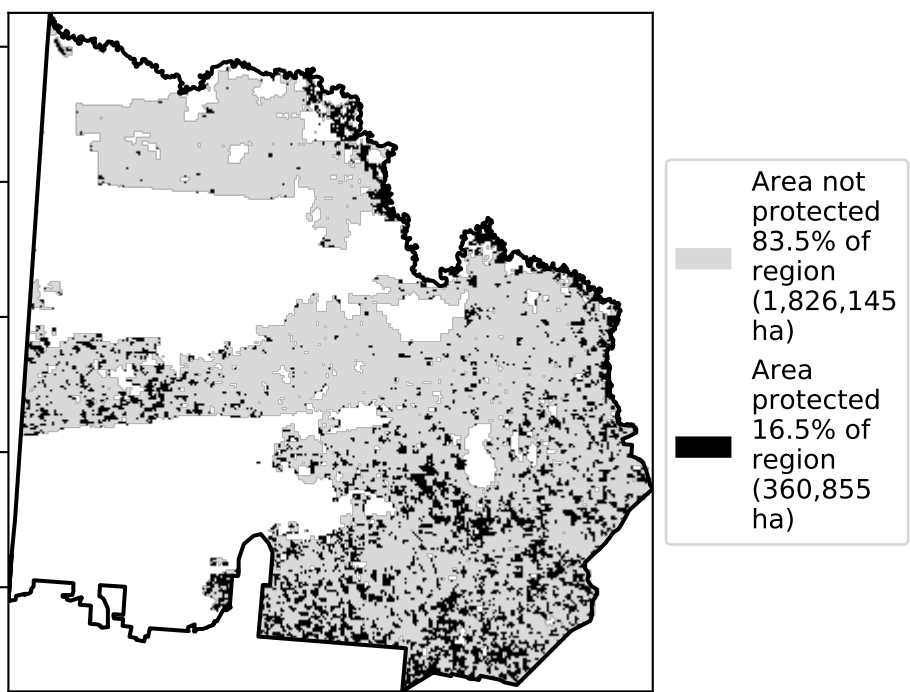 Area not
protected
83.5% of
region
(1,826,145
ha)
Area
protected
16.5% of
region
(360,855
ha)